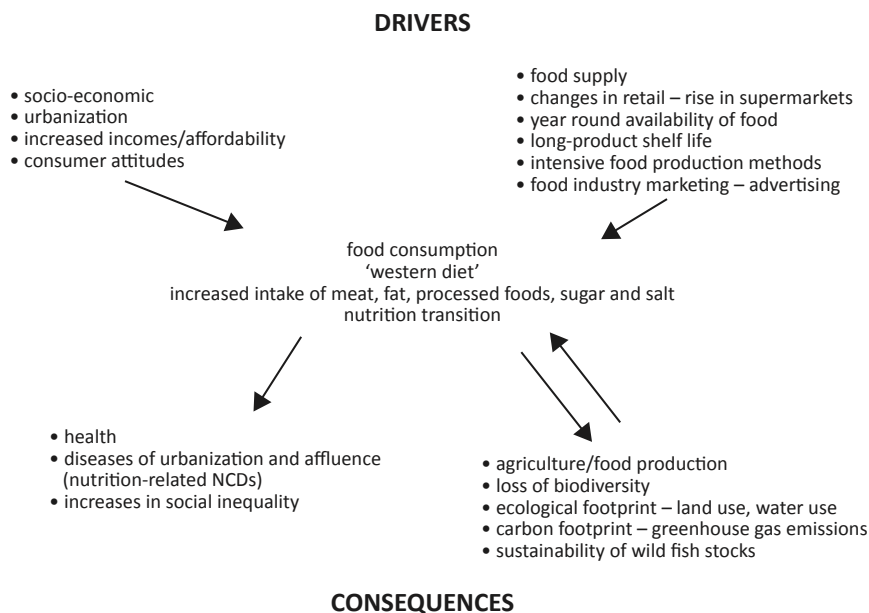 DRIVERS
• socio-economic
• urbanization
• increased incomes/affordability
• consumer attitudes
• food supply
• changes in retail – rise in supermarkets
• year round availability of food
• long-product shelf life
• intensive food production methods
• food industry marketing – advertising
food consumption
‘western diet’
increased intake of meat, fat, processed foods, sugar and salt
nutrition transition
• health
• diseases of urbanization and affluence
(nutrition-related NCDs)
• increases in social inequality
• agriculture/food production
• loss of biodiversity
• ecological footprint – land use, water use
• carbon footprint – greenhouse gas emissions
• sustainability of wild fish stocks
CONSEQUENCES